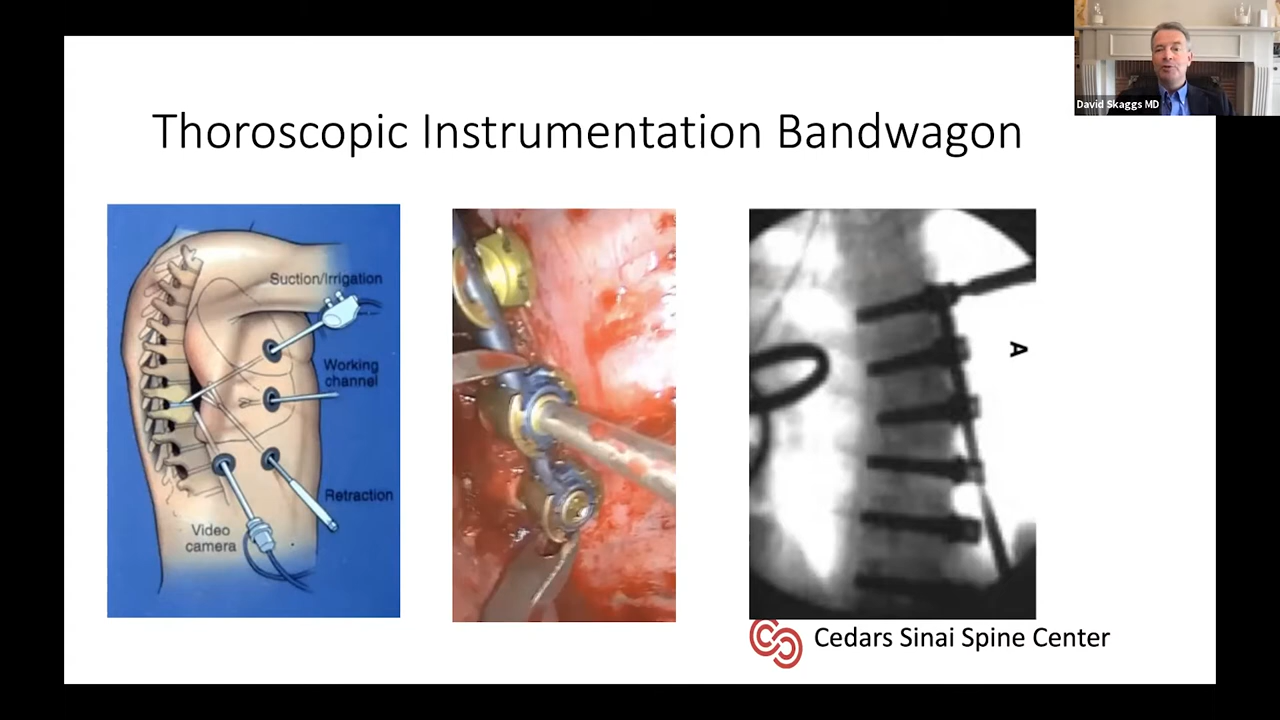 David Skaggs MD
Thoroscopic Instrumentation Bandwagon
Suction/Irrigation
Working
channel
Retraction
Video
camera
A
Cedars Sinai Spine Center